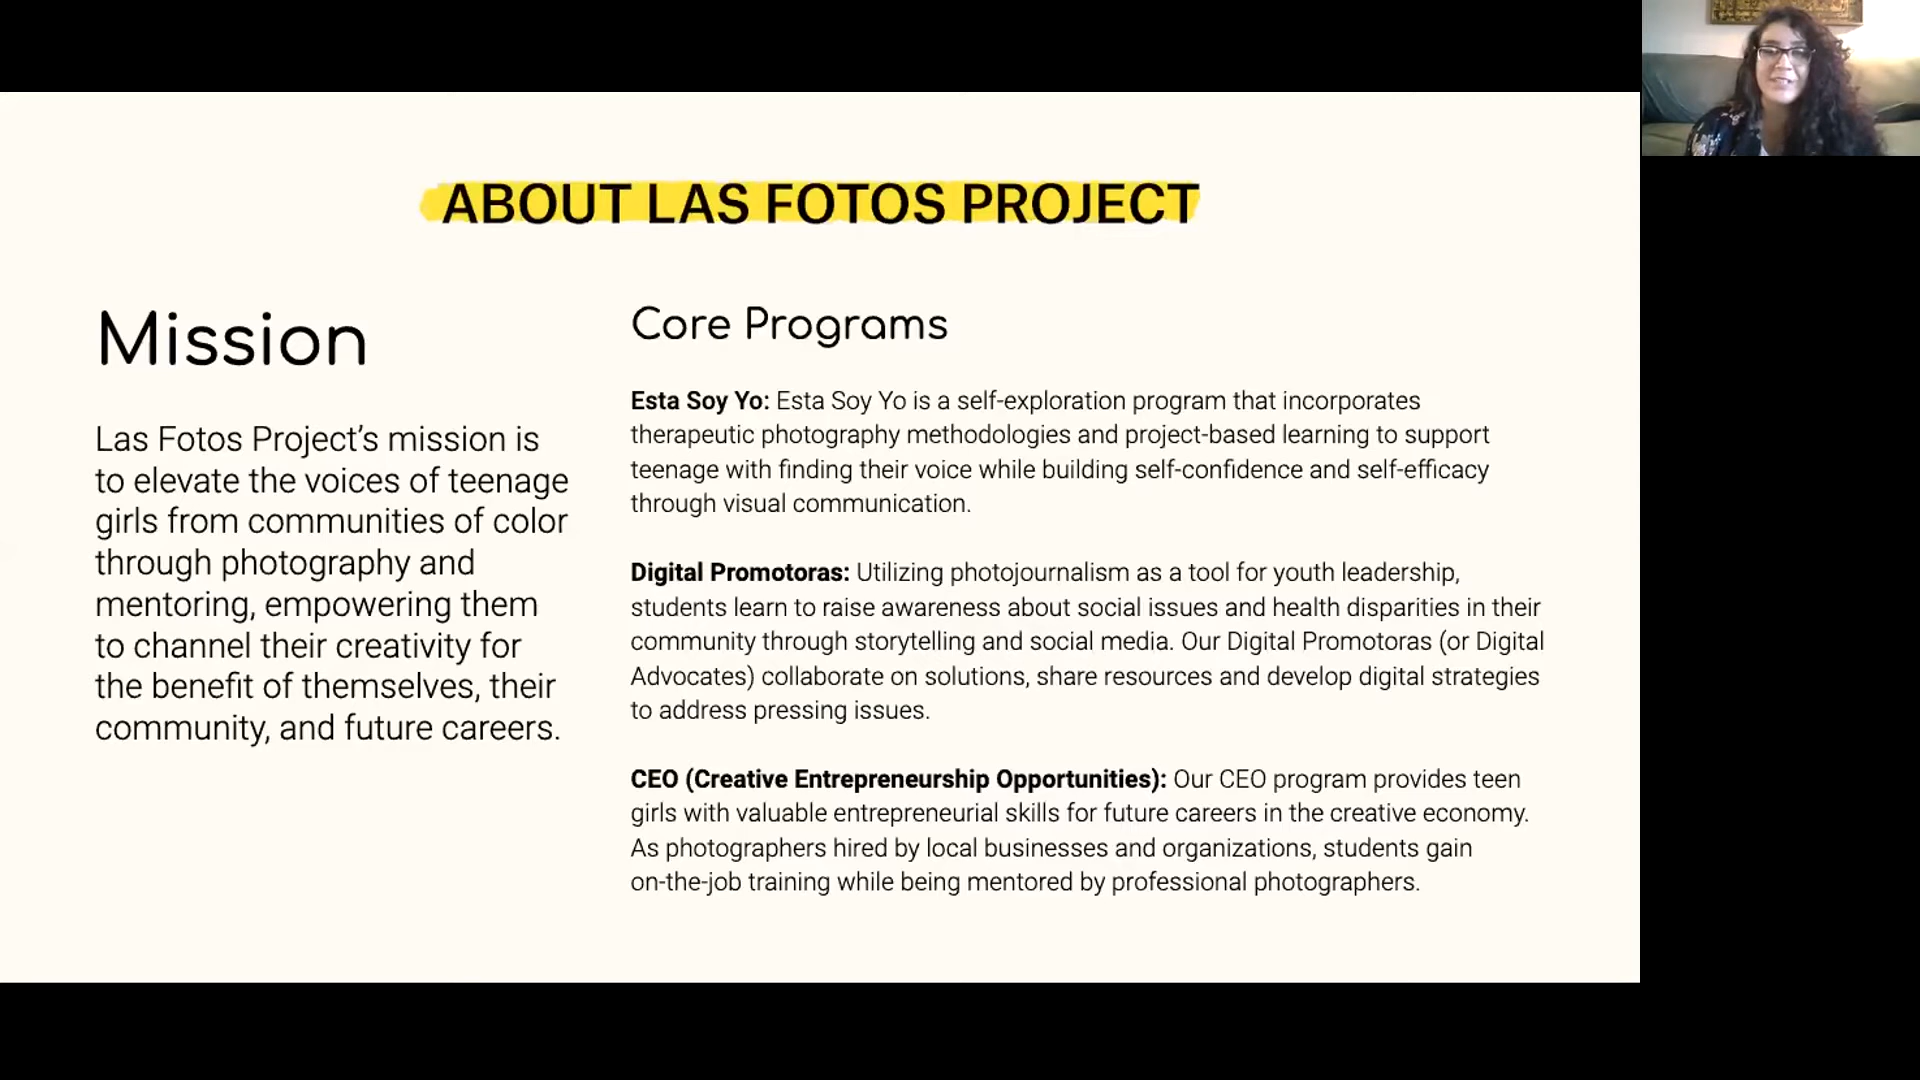 ABOUT LAS FOTOS PROJECT
Mission
Las Fotos Project's mission is
to elevate the voices of teenage
girls from communities of color
through photography and
mentoring, empowering them
to channel their creativity for
the benefit of themselves, their
community, and future careers.
Core Programs
Esta Soy Yo: Esta Soy Yo is a self-exploration program that incorporates
therapeutic photography methodologies and project-based learning to support
teenage with finding their voice while building self-confidence and self-efficacy
through visual communication.
Digital Promotoras: Utilizing photojournalism as a tool for youth leadership,
students learn to raise awareness about social issues and health disparities in their
community through storytelling and social media. Our Digital Promotoras (or Digital
Advocates) collaborate on solutions, share resources and develop digital strategies
to address pressing issues.
CEO (Creative Entrepreneurship Opportunities): Our CEO program provides teen
girls with valuable entrepreneurial skills for future careers in the creative economy.
As photographers hired by local businesses and organizations, students gain
on-the-job training while being mentored by professional photographers.